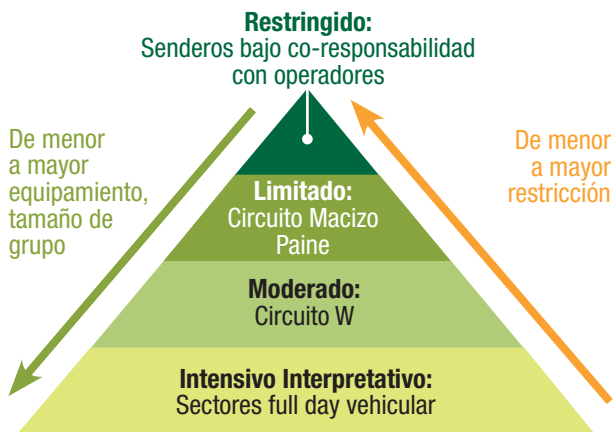 Restringido:
Senderos bajo co-responsabilidad
con operadores
De menor
a mayor
equipamiento,
tamaño de
grupo
De menor
a mayor
restricción
Limitado:
Circuito Macizo
Paine
Moderado:
Circuito W
Intensivo Interpretativo:
Sectores full day vehicular